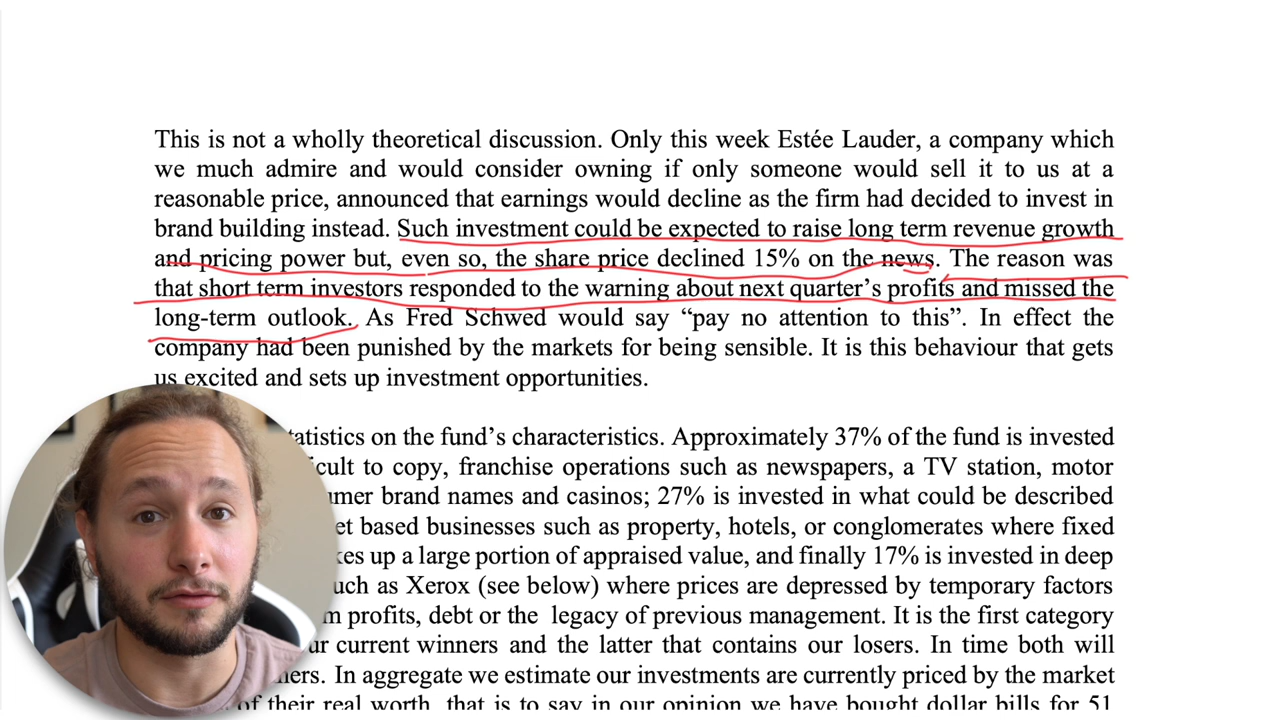 This is not a wholly theoretical discussion. Only this week Estée Lauder, a company which
we much admire and would consider owning if only someone would sell it to us at a
reasonable price, announced that earnings would decline as the firm had decided to invest in
brand building instead. Such investment could be expected to raise long term revenue growth
and pricing power but, even so, the share price declined 15% on the news. The reason was
that short term investors responded to the warning about next quarter's profits and missed the
long-term outlook. As Fred Schwed would say “pay no attention to this”. In effect the
company had been punished by the markets for being sensible. It is this behaviour that gets
us excited and sets up investment opportunities.
on the fund's characteristics. Approximately 37% of the fund is invested
to copy, franchise operations such as newspapers, a TV station, motor
brand names and casinos; 27% is invested in what could be described
based businesses such as property, hotels, or conglomerates where fixed
up a large portion of appraised value, and finally 17% is invested in deep
as Xerox (see below) where prices are depressed by temporary factors
profits, debt or the legacy of previous management. It is the first category
current winners and the latter that contains our losers. In time both will
In aggregate we estimate our investments are currently priced by the market
of their real worth, that is to say in our opinion we have bought dollar bills for 51